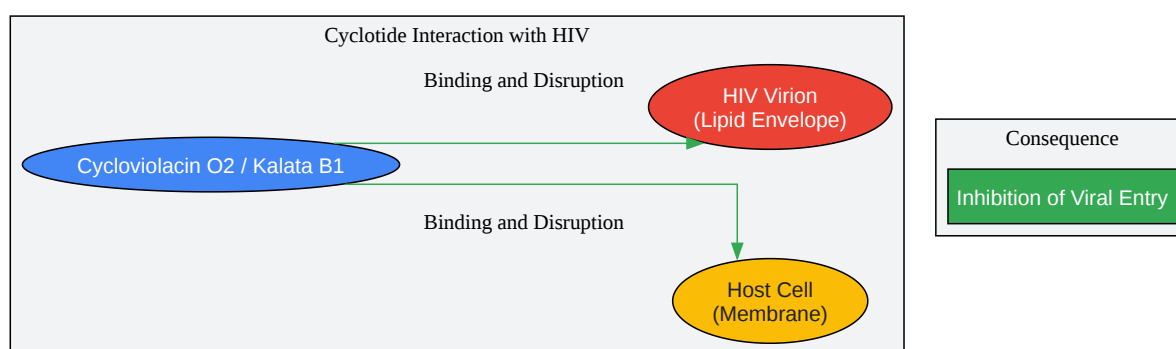 Cyclotide Interaction with HIV
Binding and Disruption
HIV Virion
(Lipid Envelope)
Cycloviolacin O2 / Kalata B1
Binding and Disruption
Host Cell
(Membrane)
Consequence
Inhibition of Viral Entry